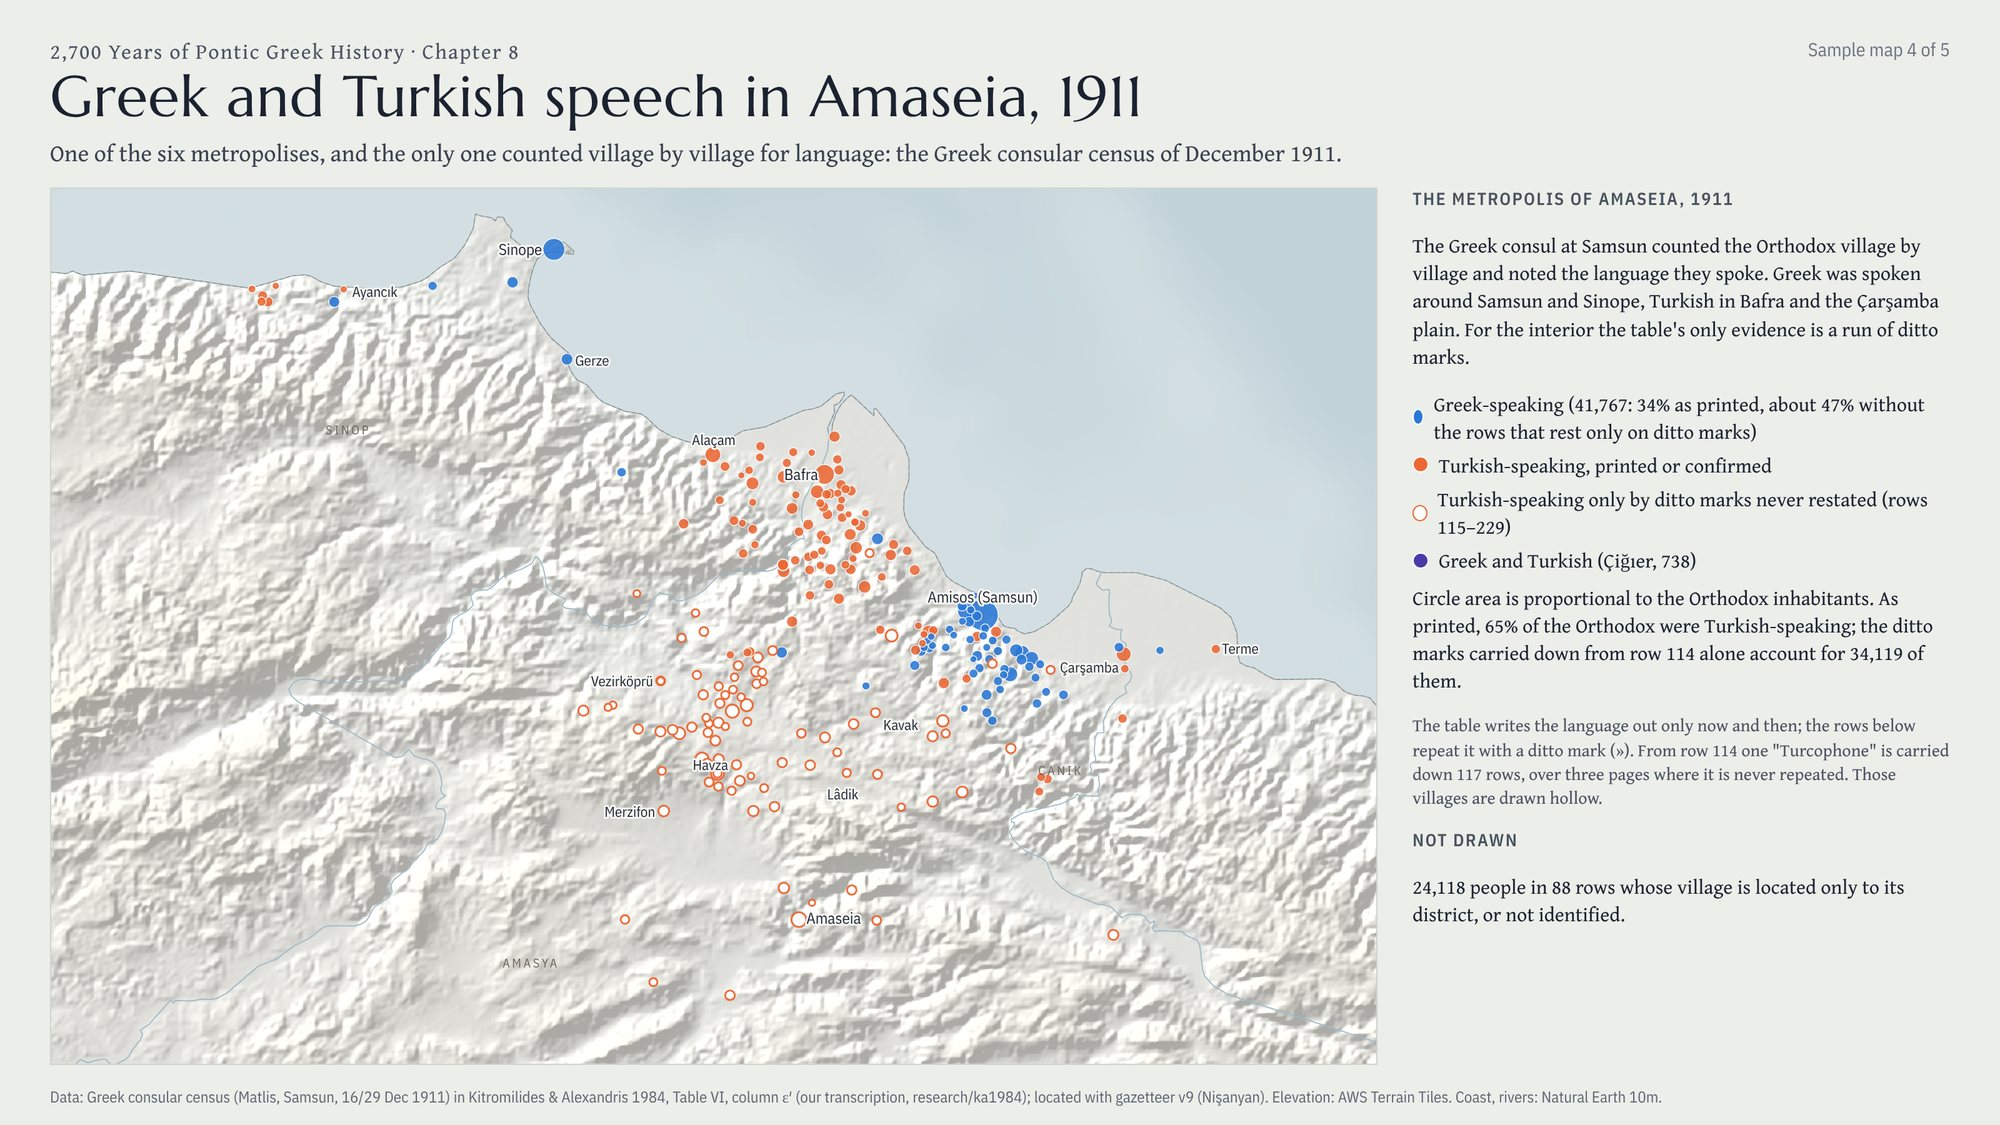 2,700 Years of Pontic Greek History · Chapter 8
Sample map 4 of 5
Greek and Turkish speech in Amaseia, 1911
One of the six metropolises, and the only one counted village by village for language: the Greek consular census of December 1911.
Sinope
Ayancık
Gerze
SINOP
Alaçam
Bafra
Amisos (Samsun)
Çarşamba
Terme
Vezirköprü
Kavak
Havza
CANIK
Lâdik
Merzifon
Amaseia
AMASYA
THE METROPOLIS OF AMASEIA, 1911
The Greek consul at Samsun counted the Orthodox village by
village and noted the language they spoke. Greek was spoken
around Samsun and Sinope, Turkish in Bafra and the Çarşamba
plain. For the interior the table's only evidence is a run of ditto
marks.
Greek-speaking (41,767: 34% as printed, about 47% without
the rows that rest only on ditto marks)
Turkish-speaking, printed or confirmed
Turkish-speaking only by ditto marks never restated (rows
115–229)
Greek and Turkish (Çiğıer, 738)
Circle area is proportional to the Orthodox inhabitants. As
printed, 65% of the Orthodox were Turkish-speaking; the ditto
marks carried down from row 114 alone account for 34,119 of
them.
The table writes the language out only now and then; the rows below
repeat it with a ditto mark (»). From row 114 one "Turcophone" is carried
down 117 rows, over three pages where it is never repeated. Those
villages are drawn hollow.
NOT DRAWN
24,118 people in 88 rows whose village is located only to its
district, or not identified.
Data: Greek consular census (Matlis, Samsun, 16/29 Dec 1911) in Kitromilides & Alexandris 1984, Table VI, column ε′ (our transcription, research/ka1984); located with gazetteer v9 (Nişanyan). Elevation: AWS Terrain Tiles. Coast, rivers: Natural Earth 10m.